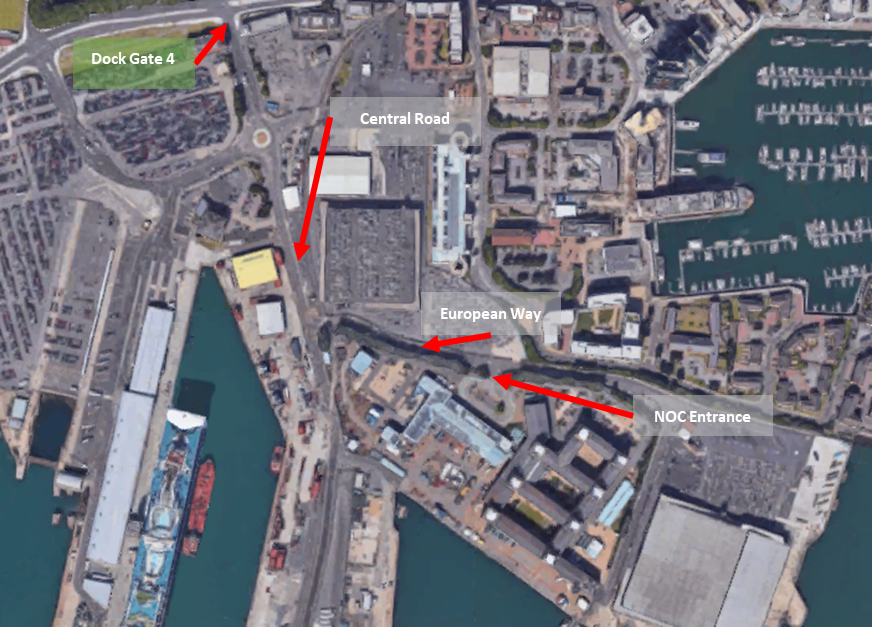 Dock Gate 4
Central Road
European Way
NOC Entrance